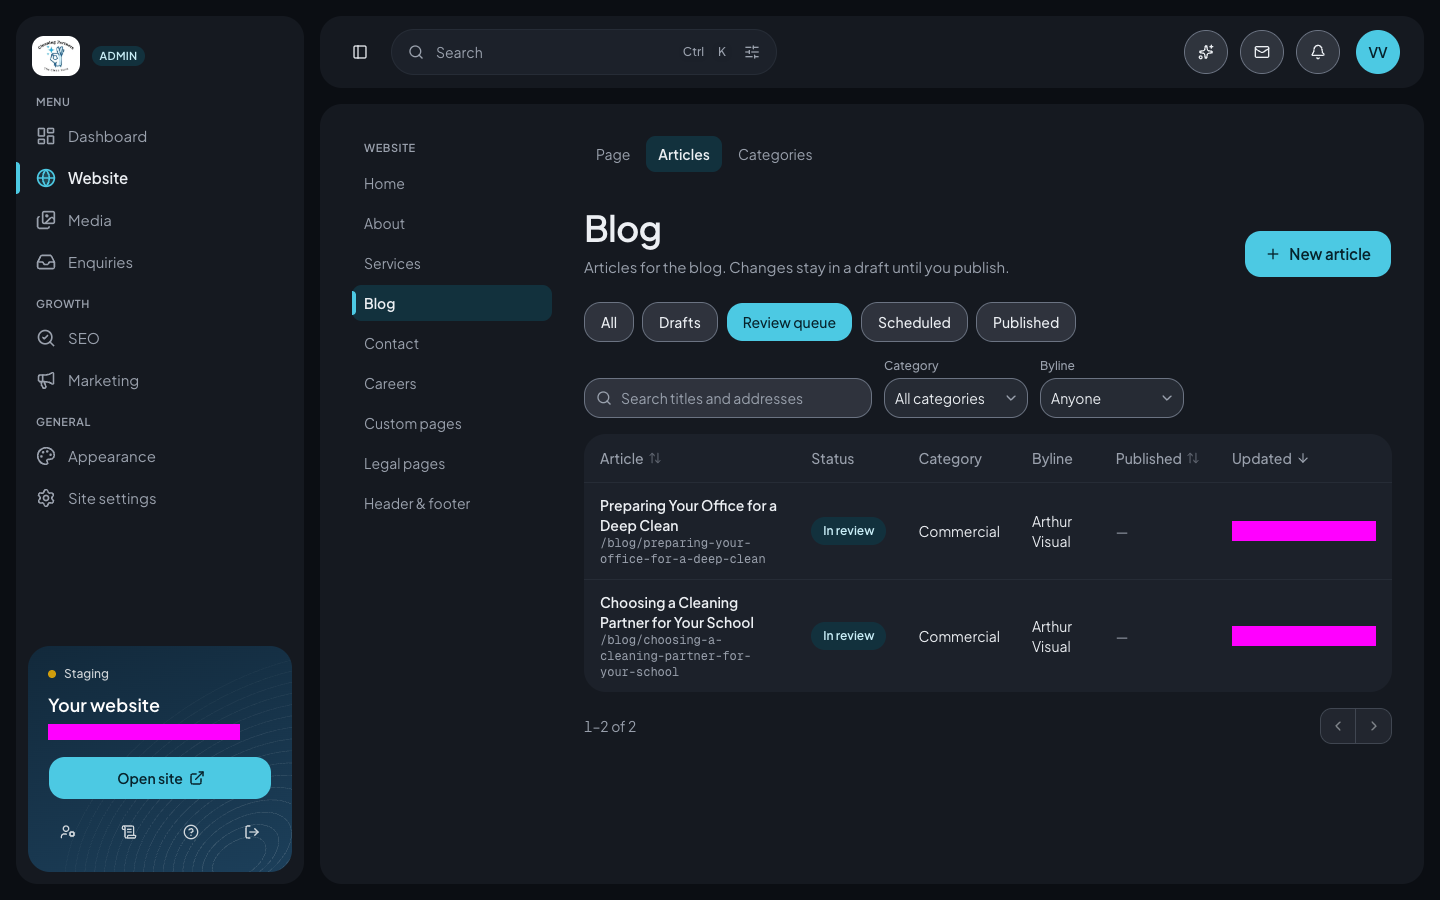 ADMIN
MENU
Dashboard
Website
Media
Enquiries
GROWTH
SEO
Marketing
GENERAL
Appearance
Site settings
Staging
Your website
Open site
Search
Ctrl K
VV
WEBSITE
Home
About
Services
Blog
Contact
Careers
Custom pages
Legal pages
Header & footer
Page Articles Categories
Blog
Articles for the blog. Changes stay in a draft until you publish.
New article
All Drafts Review queue Scheduled Published
Category Byline
Search titles and addresses All categories Anyone
Article Status Category Byline Published Updated
Preparing Your Office for a
Deep Clean
/blog/preparing-your-
office-for-a-deep-clean
In review
Commercial
Arthur
Visual
—
Choosing a Cleaning
Partner for Your School
/blog/choosing-a-
cleaning-partner-for-
your-school
In review
Commercial
Arthur
Visual
—
1–2 of 2